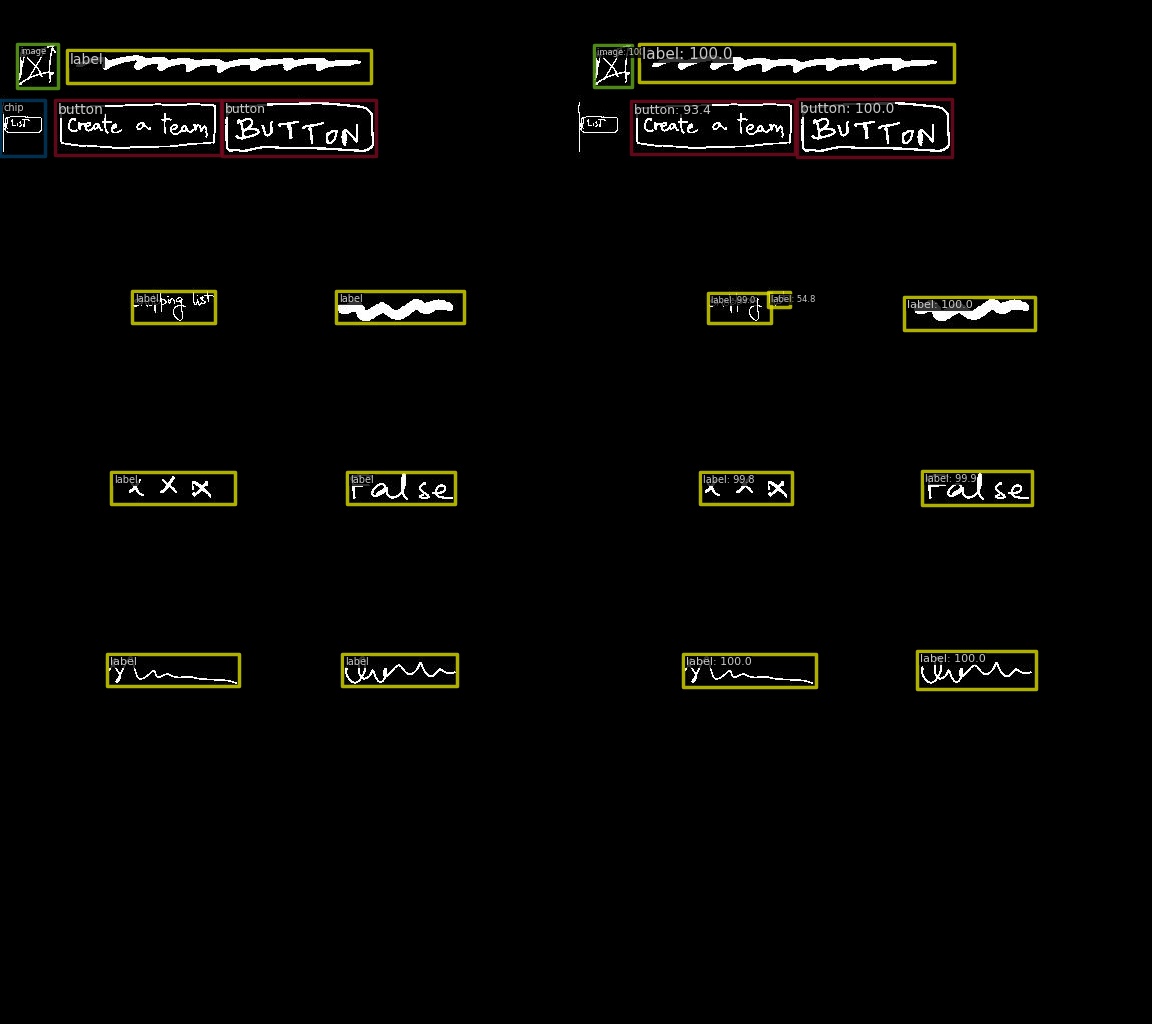 image label label: 100.0
chip List button Create a team button BUTTON List button: 93.4 Create a team button: 100.0 BUTTON
label list label label: 99.0 label: 54.8 label: 100.0
label x x x label False label: 99.8 x label: 99.9 False
label label label: 100.0 label: 100.0